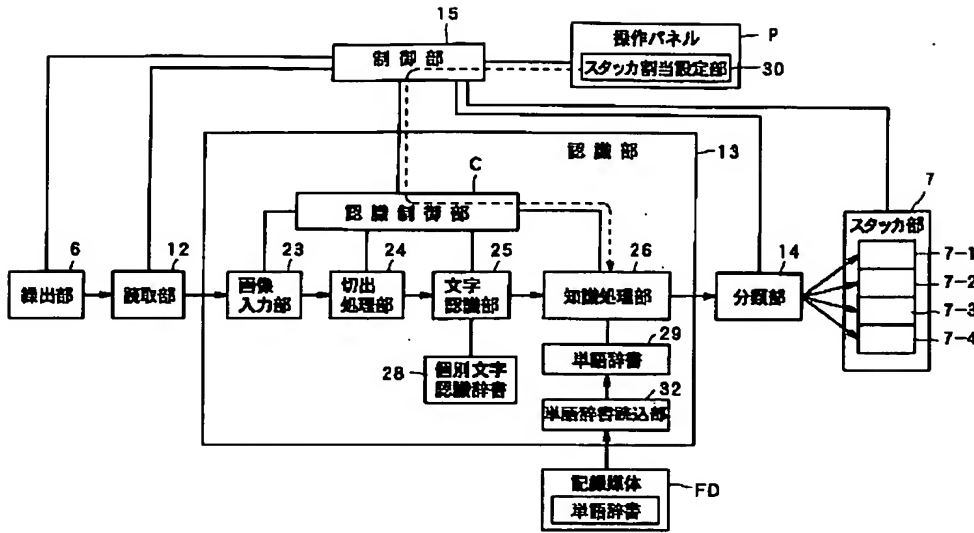 15
制御部
操作パネル
P
スタッカ割当設定部
30
認識部
13
C
認識制御部
7
スタッカ部
6
12
23
24
25
26
14
7-1
7-2
7-3
7-4
繰出部
読取部
画像
入力部
切出
処理部
文字
認識部
知識処理部
分類部
28
個別文字
認識辞書
29
単語辞書
32
単語辞書読込部
記録媒体
FD
単語辞書